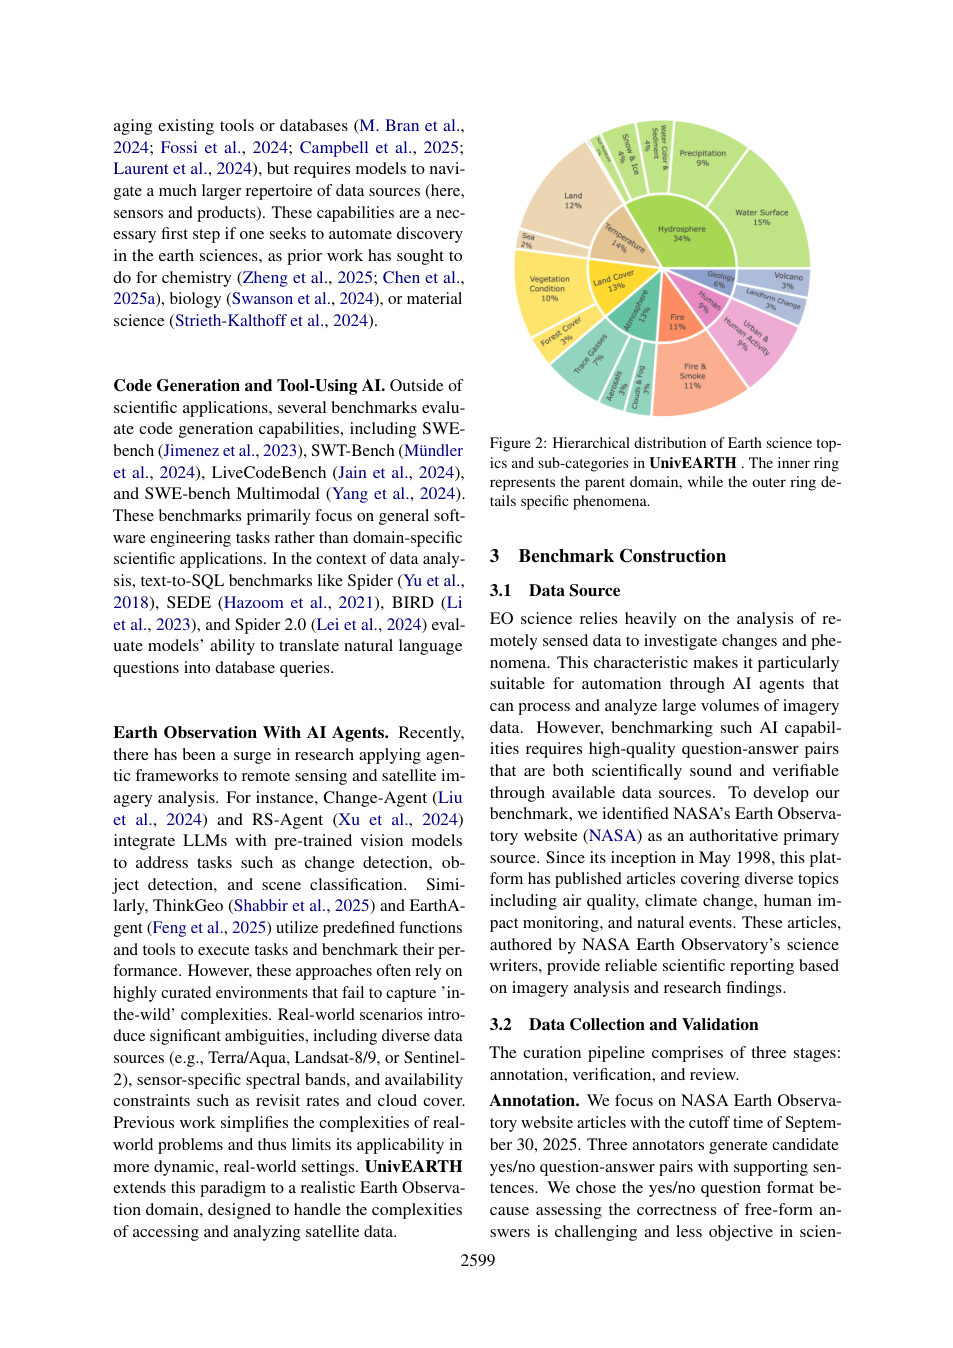 aging existing tools or databases (M. Bran et al.,
2024; Fossi et al., 2024; Campbell et al., 2025;
Laurent et al., 2024), but requires models to navi-
gate a much larger repertoire of data sources (here,
sensors and products). These capabilities are a nec-
essary first step if one seeks to automate discovery
in the earth sciences, as prior work has sought to
do for chemistry (Zheng et al., 2025; Chen et al.,
2025a), biology (Swanson et al., 2024), or material
science (Strieth-Kalthoff et al., 2024).
Code Generation and Tool-Using AI. Outside of
scientific applications, several benchmarks evalu-
ate code generation capabilities, including SWE-
bench (Jimenez et al., 2023), SWT-Bench (Mündler
et al., 2024), LiveCodeBench (Jain et al., 2024),
and SWE-bench Multimodal (Yang et al., 2024).
These benchmarks primarily focus on general soft-
ware engineering tasks rather than domain-specific
scientific applications. In the context of data analy-
sis, text-to-SQL benchmarks like Spider (Yu et al.,
2018), SEDE (Hazoom et al., 2021), BIRD (Li
et al., 2023), and Spider 2.0 (Lei et al., 2024) eval-
uate models' ability to translate natural language
questions into database queries.
Earth Observation With AI Agents. Recently,
there has been a surge in research applying agen-
tic frameworks to remote sensing and satellite im-
agery analysis. For instance, Change-Agent (Liu
et al., 2024) and RS-Agent (Xu et al., 2024)
integrate LLMs with pre-trained vision models
to address tasks such as change detection, ob-
ject detection, and scene classification. Simi-
larly, ThinkGeo (Shabbir et al., 2025) and EarthA-
gent (Feng et al., 2025) utilize predefined functions
and tools to execute tasks and benchmark their per-
formance. However, these approaches often rely on
highly curated environments that fail to capture 'in-
the-wild' complexities. Real-world scenarios intro-
duce significant ambiguities, including diverse data
sources (e.g., Terra/Aqua, Landsat-8/9, or Sentinel-
2), sensor-specific spectral bands, and availability
constraints such as revisit rates and cloud cover.
Previous work simplifies the complexities of real-
world problems and thus limits its applicability in
more dynamic, real-world settings. UnivEARTH
extends this paradigm to a realistic Earth Observa-
tion domain, designed to handle the complexities
of accessing and analyzing satellite data.
Hydrosphere
34%
Water Surface
15%
Precipitation
9%
Water Color &
Sediment
4%
Snow & Ice
4%
Temperature
14%
Land
12%
Sea
2%
Land Cover
13%
Vegetation
Condition
10%
Forest Cover
3%
Atmosphere
13%
Trace Gasses
7%
Aerosols
3%
Clouds & Fog
3%
Fire
11%
Fire &
Smoke
11%
Human
9%
Urban &
Human Activity
9%
Geology
6%
Landform Change
3%
Volcano
3%
Figure 2: Hierarchical distribution of Earth science top-
ics and sub-categories in UnivEARTH . The inner ring
represents the parent domain, while the outer ring de-
tails specific phenomena.
3 Benchmark Construction
3.1 Data Source
EO science relies heavily on the analysis of re-
motely sensed data to investigate changes and phe-
nomena. This characteristic makes it particularly
suitable for automation through AI agents that
can process and analyze large volumes of imagery
data. However, benchmarking such AI capabil-
ities requires high-quality question-answer pairs
that are both scientifically sound and verifiable
through available data sources. To develop our
benchmark, we identified NASA's Earth Observa-
tory website (NASA) as an authoritative primary
source. Since its inception in May 1998, this plat-
form has published articles covering diverse topics
including air quality, climate change, human im-
pact monitoring, and natural events. These articles,
authored by NASA Earth Observatory's science
writers, provide reliable scientific reporting based
on imagery analysis and research findings.
3.2 Data Collection and Validation
The curation pipeline comprises of three stages:
annotation, verification, and review.
Annotation. We focus on NASA Earth Observa-
tory website articles with the cutoff time of Septem-
ber 30, 2025. Three annotators generate candidate
yes/no question-answer pairs with supporting sen-
tences. We chose the yes/no question format be-
cause assessing the correctness of free-form an-
swers is challenging and less objective in scien-
2599